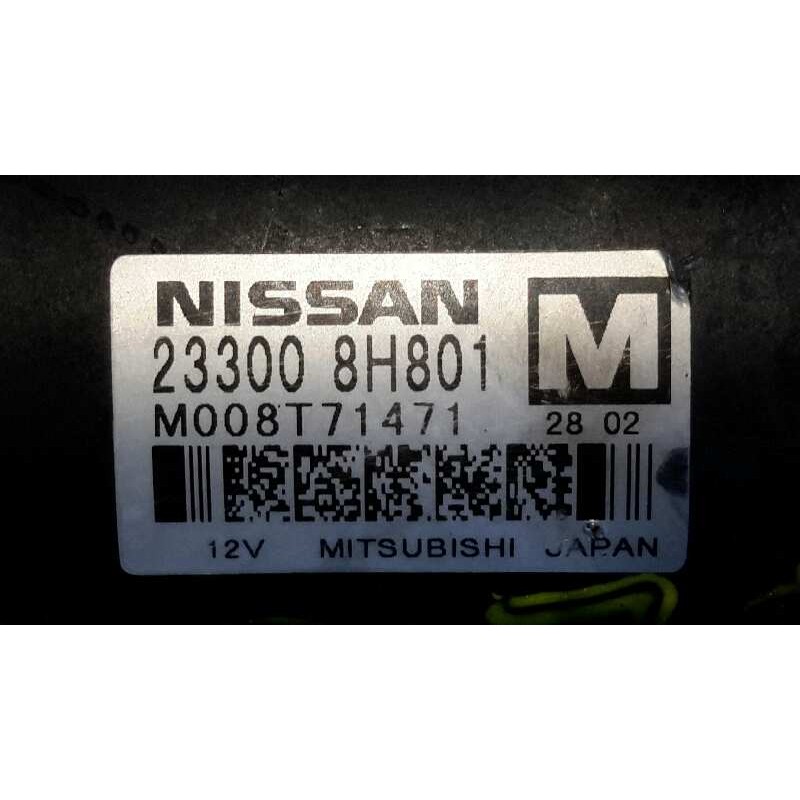 NISSAN M
23300 8H801
M008T71471 28 02
12V MITSUBISHI JAPAN